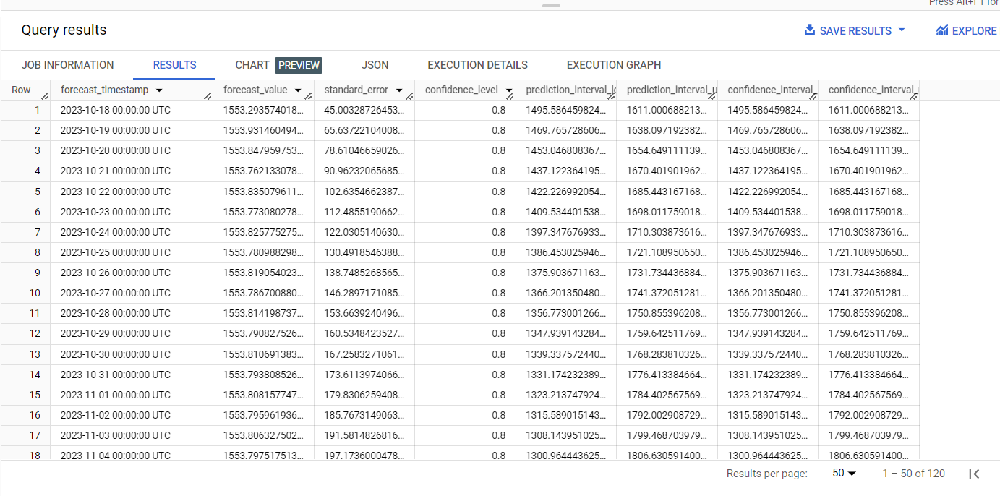 Press Alt+F1 for
Query results
SAVE RESULTS
EXPLORE
JOB INFORMATION RESULTS CHART PREVIEW JSON EXECUTION DETAILS EXECUTION GRAPH
Row forecast_timestamp forecast_value standard_error confidence_level prediction_interval_lo prediction_interval_u confidence_interval_ confidence_interval_
1 2023-10-18 00:00:00 UTC 1553.293574018... 45.00328726453... 0.8 1495.586459824... 1611.000688213... 1495.586459824... 1611.000688213...
2 2023-10-19 00:00:00 UTC 1553.931460494... 65.63722104008... 0.8 1469.765728606... 1638.097192382... 1469.765728606... 1638.097192382...
3 2023-10-20 00:00:00 UTC 1553.847959753... 78.61046659026... 0.8 1453.046808367... 1654.649111139... 1453.046808367... 1654.649111139...
4 2023-10-21 00:00:00 UTC 1553.762133078... 90.96232065685... 0.8 1437.122364195... 1670.401901962... 1437.122364195... 1670.401901962...
5 2023-10-22 00:00:00 UTC 1553.835079611... 102.6354662387... 0.8 1422.226992054... 1685.443167168... 1422.226992054... 1685.443167168...
6 2023-10-23 00:00:00 UTC 1553.773080278... 112.4855190662... 0.8 1409.534401538... 1698.011759018... 1409.534401538... 1698.011759018...
7 2023-10-24 00:00:00 UTC 1553.825775275... 122.0305140630... 0.8 1397.347676933... 1710.303873616... 1397.347676933... 1710.303873616...
8 2023-10-25 00:00:00 UTC 1553.780988298... 130.4918546388... 0.8 1386.453025946... 1721.108950650... 1386.453025946... 1721.108950650...
9 2023-10-26 00:00:00 UTC 1553.819054023... 138.7485268565... 0.8 1375.903671163... 1731.734436884... 1375.903671163... 1731.734436884...
10 2023-10-27 00:00:00 UTC 1553.786700880... 146.2897171085... 0.8 1366.201350480... 1741.372051281... 1366.201350480... 1741.372051281...
11 2023-10-28 00:00:00 UTC 1553.814198737... 153.6639240496... 0.8 1356.773001266... 1750.855396208... 1356.773001266... 1750.855396208...
12 2023-10-29 00:00:00 UTC 1553.790827526... 160.5348423527... 0.8 1347.939143284... 1759.642511769... 1347.939143284... 1759.642511769...
13 2023-10-30 00:00:00 UTC 1553.810691383... 167.2583271061... 0.8 1339.337572440... 1768.283810326... 1339.337572440... 1768.283810326...
14 2023-10-31 00:00:00 UTC 1553.793808526... 173.6113974066... 0.8 1331.174232389... 1776.413384664... 1331.174232389... 1776.413384664...
15 2023-11-01 00:00:00 UTC 1553.808157747... 179.8306259408... 0.8 1323.213747924... 1784.402567569... 1323.213747924... 1784.402567569...
16 2023-11-02 00:00:00 UTC 1553.795961936... 185.7673149063... 0.8 1315.589015143... 1792.002908729... 1315.589015143... 1792.002908729...
17 2023-11-03 00:00:00 UTC 1553.806327502... 191.5814826816... 0.8 1308.143951025... 1799.468703979... 1308.143951025... 1799.468703979...
18 2023-11-04 00:00:00 UTC 1553.797517513... 197.1736000478... 0.8 1300.964443625... 1806.630591400... 1300.964443625... 1806.630591400...
Results per page: 50 1 – 50 of 120